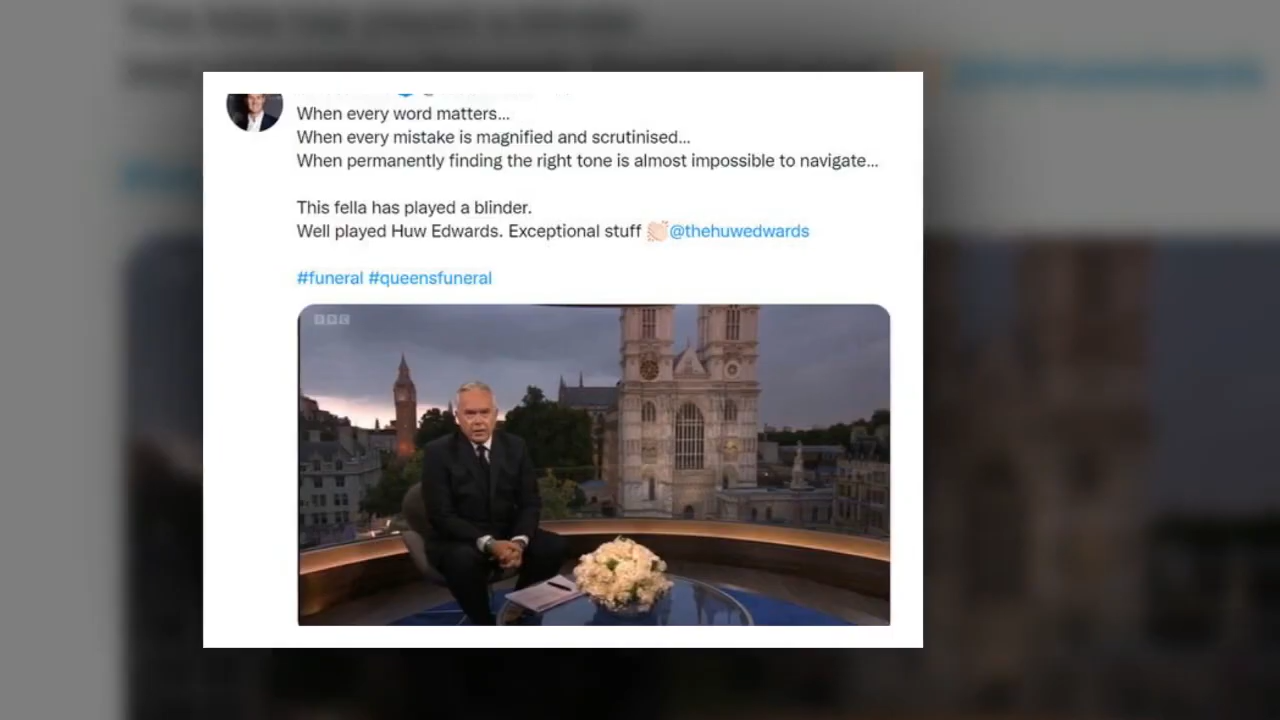 When every word matters...
When every mistake is magnified and scrutinised...
When permanently finding the right tone is almost impossible to navigate...
This fella has played a blinder.
Well played Huw Edwards. Exceptional stuff 👏🏻@thehuwedwards
#funeral #queensfuneral
BBC